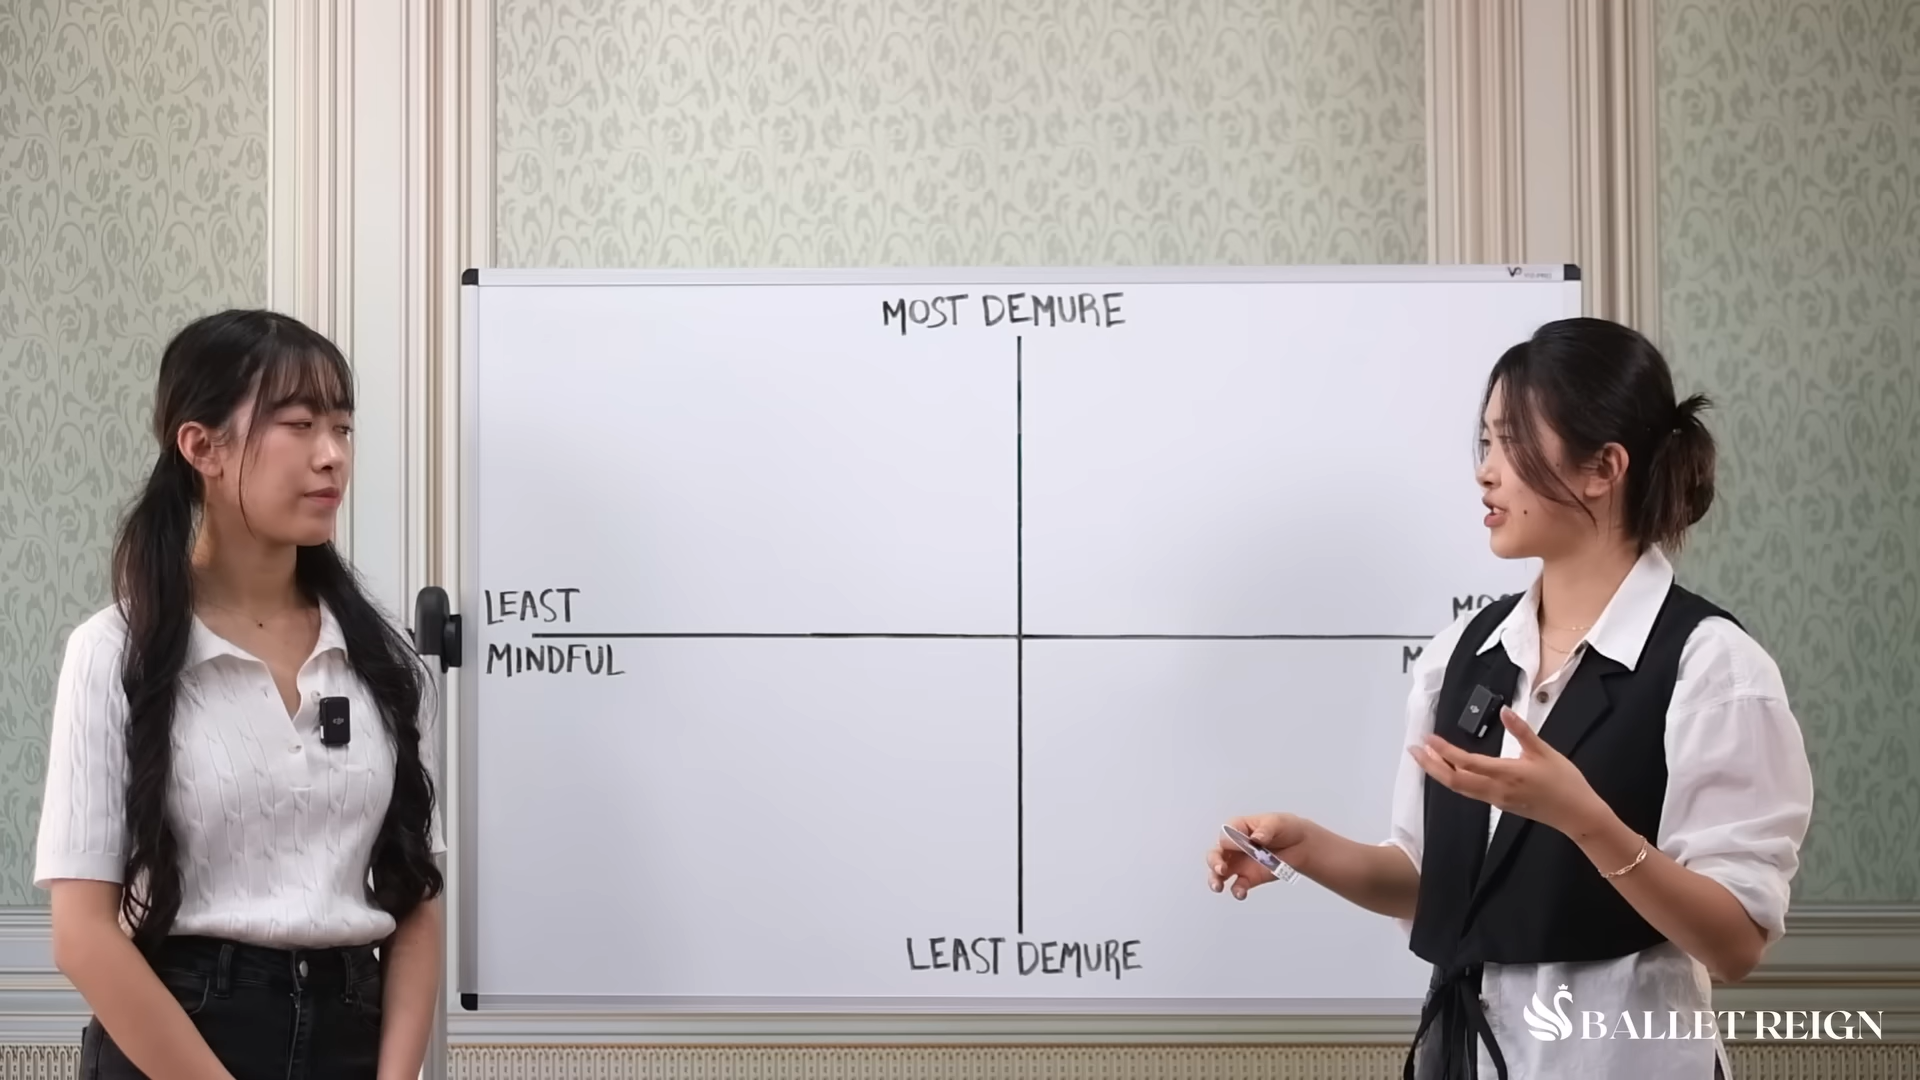 MOST DEMURE
LEAST
MINDFUL
LEAST DEMURE
BALLET REIGN